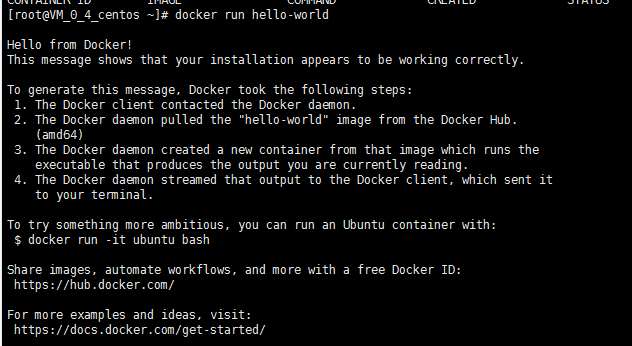 CONTAINER ID IMAGE COMMAND CREATED STATUS
[root@VM_0_4_centos ~]# docker run hello-world
Hello from Docker!
This message shows that your installation appears to be working correctly.
To generate this message, Docker took the following steps:
1. The Docker client contacted the Docker daemon.
2. The Docker daemon pulled the "hello-world" image from the Docker Hub.
(amd64)
3. The Docker daemon created a new container from that image which runs the
executable that produces the output you are currently reading.
4. The Docker daemon streamed that output to the Docker client, which sent it
to your terminal.
To try something more ambitious, you can run an Ubuntu container with:
$ docker run -it ubuntu bash
Share images, automate workflows, and more with a free Docker ID:
https://hub.docker.com/
For more examples and ideas, visit:
https://docs.docker.com/get-started/